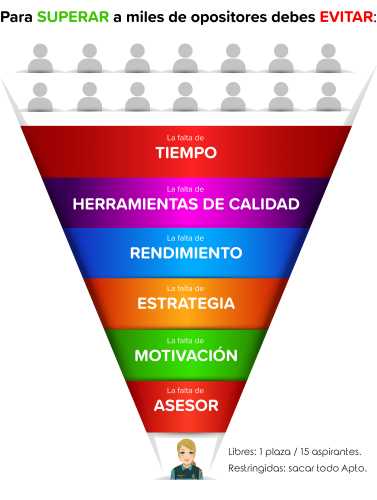 Para SUPERAR a miles de opositores debes EVITAR:
La falta de
TIEMPO
La falta de
HERRAMIENTAS DE CALIDAD
La falta de
RENDIMIENTO
La falta de
ESTRATEGIA
La falta de
MOTIVACIÓN
La falta de
ASESOR
Libres: 1 plaza / 15 aspirantes.
Restringidas: sacar todo Apto.